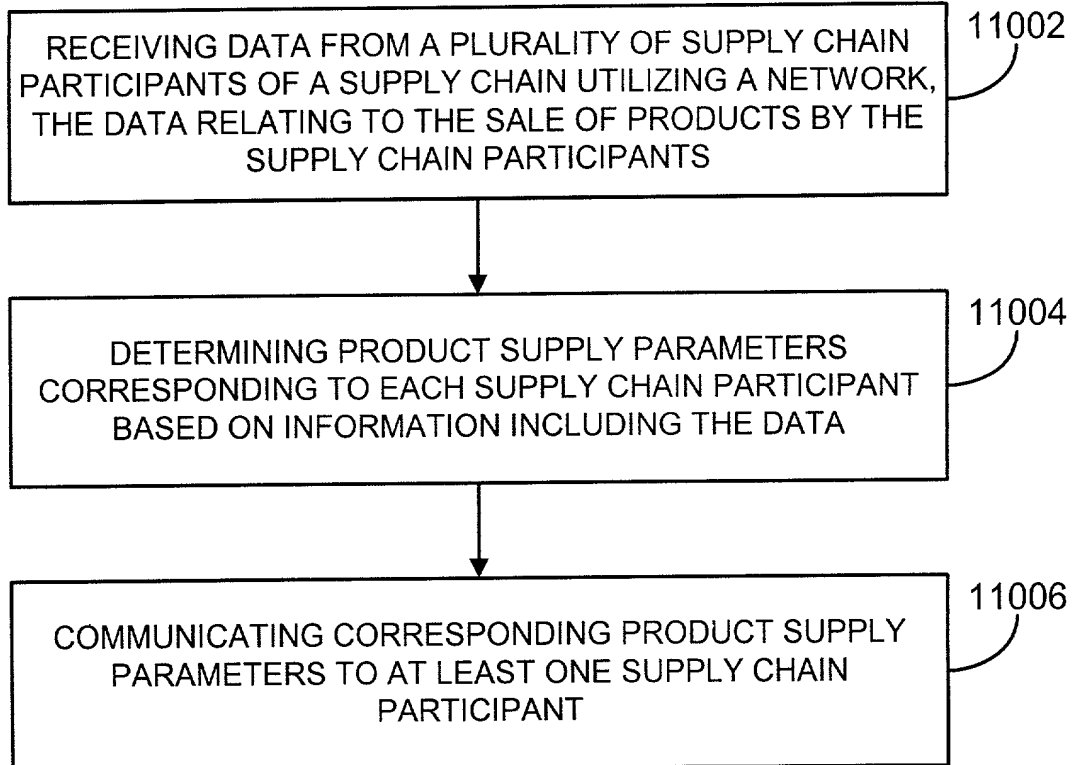 11002
RECEIVING DATA FROM A PLURALITY OF SUPPLY CHAIN
PARTICIPANTS OF A SUPPLY CHAIN UTILIZING A NETWORK,
THE DATA RELATING TO THE SALE OF PRODUCTS BY THE
SUPPLY CHAIN PARTICIPANTS
11004
DETERMINING PRODUCT SUPPLY PARAMETERS
CORRESPONDING TO EACH SUPPLY CHAIN PARTICIPANT
BASED ON INFORMATION INCLUDING THE DATA
11006
COMMUNICATING CORRESPONDING PRODUCT SUPPLY
PARAMETERS TO AT LEAST ONE SUPPLY CHAIN
PARTICIPANT